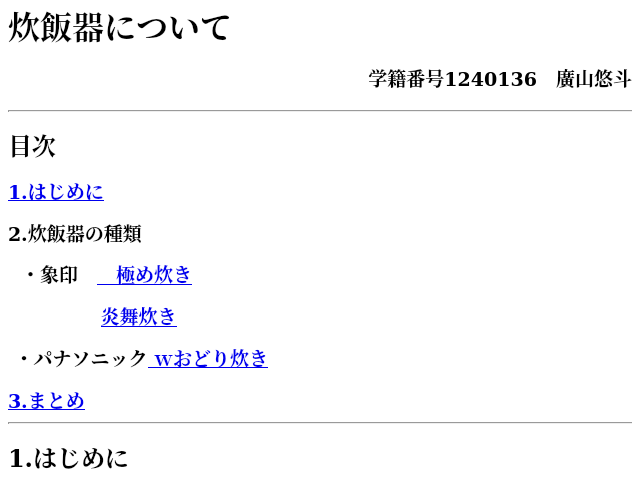 炊飯器について
学籍番号1240136　廣山悠斗
目次
1.はじめに
2.炊飯器の種類
・象印　　極め炊き
炎舞炊き
・パナソニック wおどり炊き
3.まとめ
1.はじめに